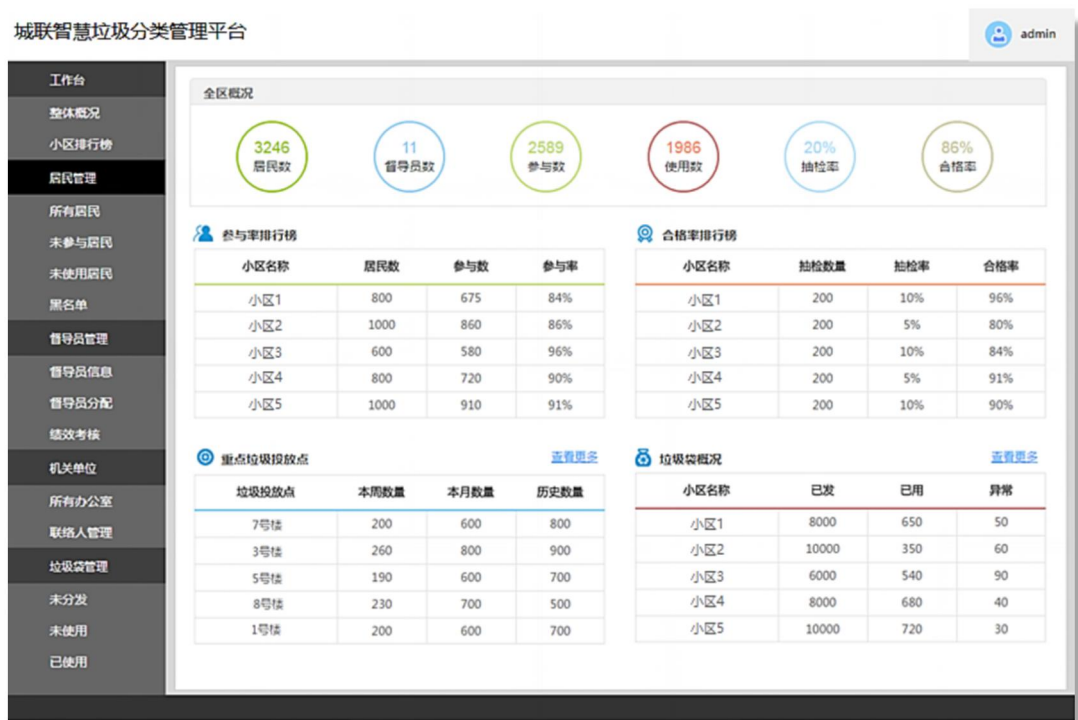 城联智慧垃圾分类管理平台
admin
工作台
整体概况
小区排行榜
居民管理
所有居民
未参与居民
未使用居民
黑名单
督导员管理
督导员信息
督导员分配
绩效考核
机关单位
所有办公室
联络人管理
垃圾袋管理
未分发
未使用
已使用
全区概况
3246 11 2589 1986 20% 86%
居民数 督导员数 参与数 使用数 抽检率 合格率
参与率排行榜
小区名称 居民数 参与数 参与率
小区1 800 675 84%
小区2 1000 860 86%
小区3 600 580 96%
小区4 800 720 90%
小区5 1000 910 91%
合格率排行榜
小区名称 抽检数量 抽检率 合格率
小区1 200 10% 96%
小区2 200 5% 80%
小区3 200 10% 84%
小区4 200 5% 91%
小区5 200 10% 90%
重点垃圾投放点 查看更多
垃圾投放点 本周数量 本月数量 历史数量
7号楼 200 600 800
3号楼 260 800 900
5号楼 190 600 700
8号楼 230 700 500
1号楼 200 600 700
垃圾袋概况 查看更多
小区名称 已发 已用 异常
小区1 8000 650 50
小区2 10000 350 60
小区3 6000 540 90
小区4 8000 680 40
小区5 10000 720 30